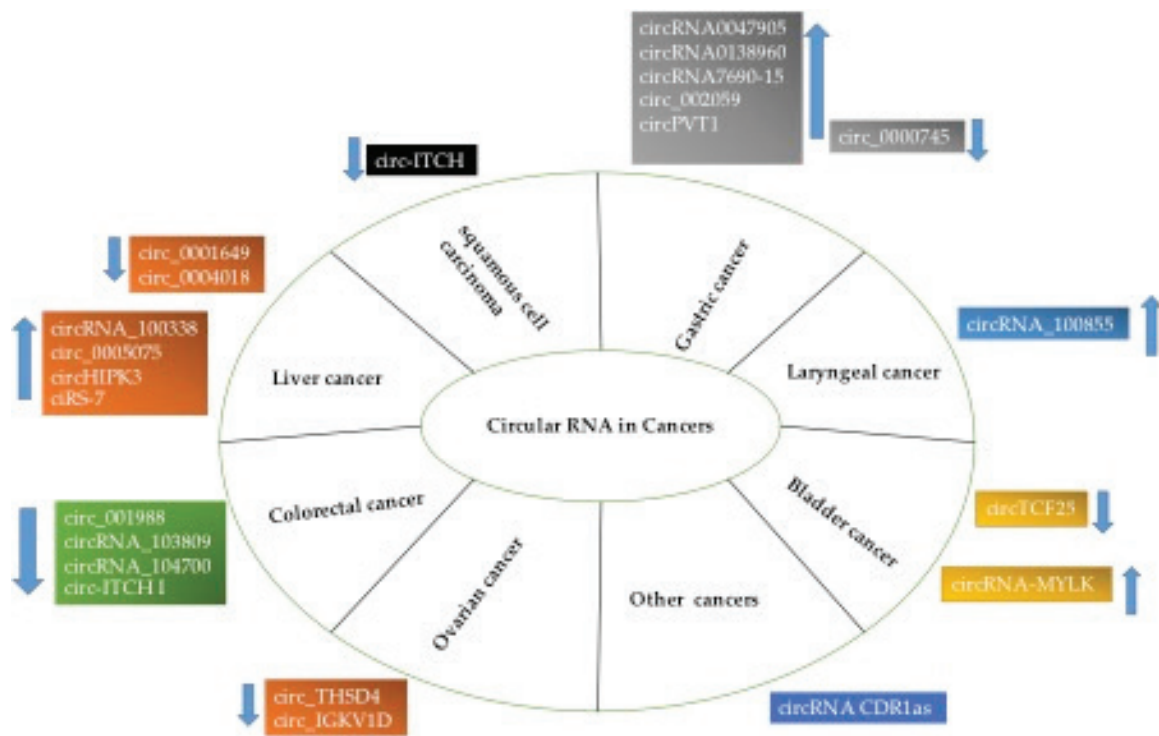 circRNA0047905
circRNA0138960
circRNA7690-15
circ_002059
circPVT1
circ_0000745
circ-ITCH
squamous cell
carcinoma
Gastric cancer
circ_0001649
circ_0004018
circRNA_100338
circ_0005075
circHIPK3
ciRS-7
Liver cancer
Laryngeal cancer
circRNA_100855
Circular RNA in Cancers
circ_001988
circRNA_103809
circRNA_104700
circ-ITCH I
Colorectal cancer
Bladder cancer
circTCF25
circRNA-MYLK
Ovarian cancer
Other cancers
circ_THSD4
circ_IGKV1D
circRNA CDR1as